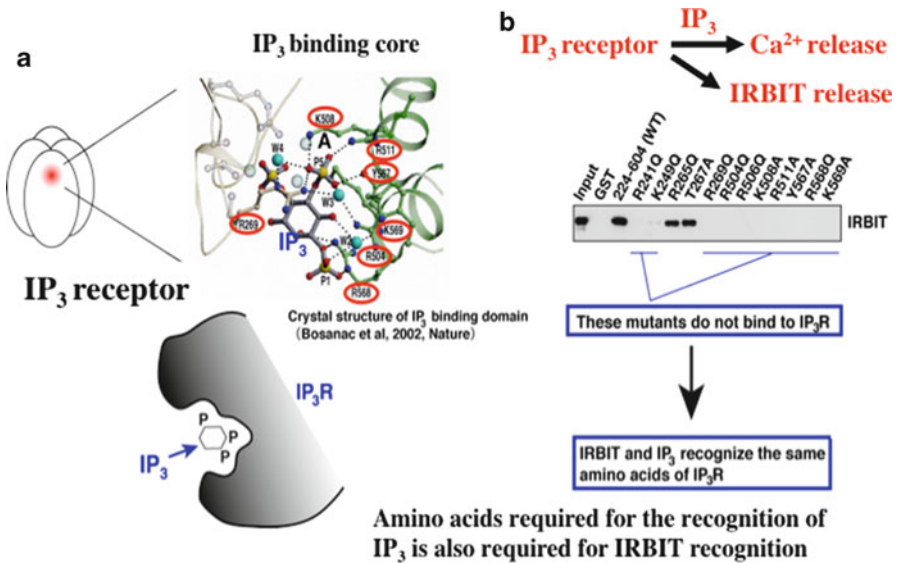 a
IP3 binding core
K508
A
W4
P5
R511
Y567
W3
R269
IP3
K569
W2
R504
P1
R568
IP3 receptor
Crystal structure of IP3 binding domain
(Bosanac et al, 2002, Nature)
IP3R
P
P
P
IP3
b
IP3
IP3 receptor
Ca2+ release
IRBIT release
Input
GST
224-604 (WT)
R241Q
K249Q
R265Q
T267A
R269Q
R504Q
R506Q
K508A
R511A
Y567A
R568Q
K569A
IRBIT
These mutants do not bind to IP3R
IRBIT and IP3 recognize the same
amino acids of IP3R
Amino acids required for the recognition of
IP3 is also required for IRBIT recognition